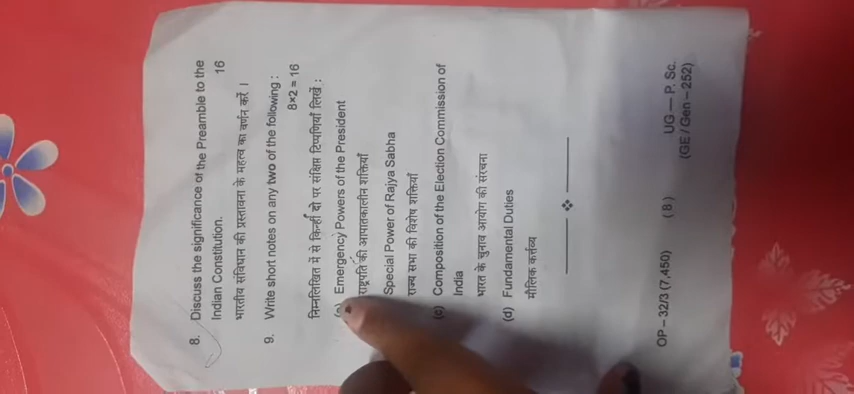 8. Discuss the significance of the Preamble to the
Indian Constitution. 16
भारतीय संविधान की प्रस्तावना के महत्व का वर्णन करें ।
9. Write short notes on any two of the following :
8×2=16
निम्नलिखित में से किन्हीं दो पर संक्षिप्त टिप्पणियाँ लिखें :
(a) Emergency Powers of the President
राष्ट्रपति की आपातकालीन शक्तियाँ
Special Power of Rajya Sabha
राज्य सभा की विशेष शक्तियाँ
(c) Composition of the Election Commission of
India
भारत के चुनाव आयोग की संरचना
(d) Fundamental Duties
मौलिक कर्तव्य
OP – 32/3 (7,450) ( 8 ) UG — P. Sc.
(GE / Gen – 252)